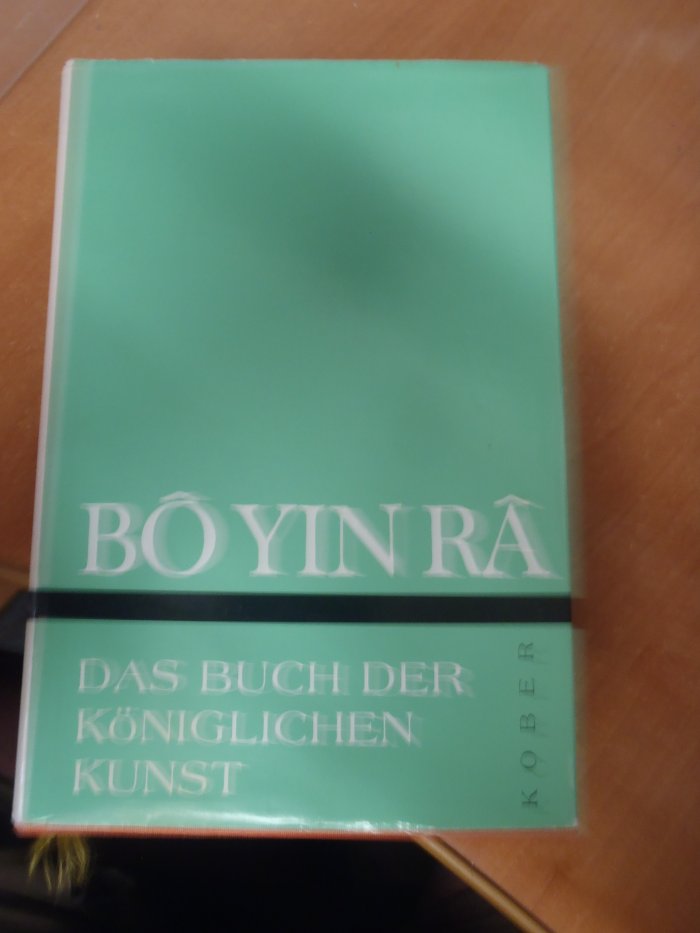 BÔ YIN RÂ
DAS BUCH DER
KÖNIGLICHEN
KUNST
KOBER